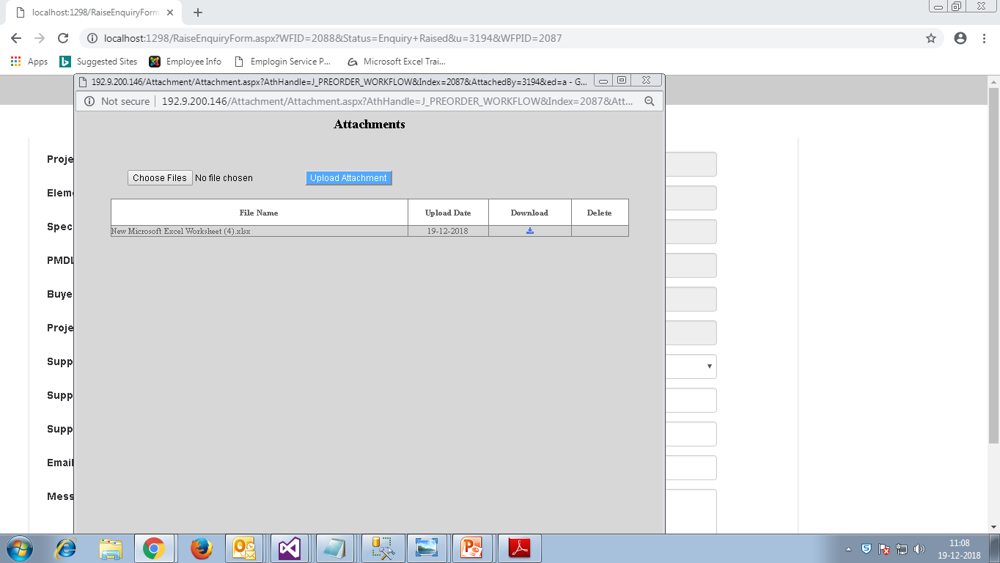 localhost:1298/RaiseEnquiryForm
localhost:1298/RaiseEnquiryForm.aspx?WFID=2088&Status=Enquiry+Raised&u=3194&WFPID=2087
Apps Suggested Sites Employee Info Emplogin Service P... Microsoft Excel Trai...
192.9.200.146/Attachment/Attachment.aspx?AthHandle=J_PREORDER_WORKFLOW&Index=2087&AttachedBy=3194&ed=a - G...
Not secure 192.9.200.146/Attachment/Attachment.aspx?AthHandle=J_PREORDER_WORKFLOW&Index=2087&Att...
Attachments
Choose Files No file chosen Upload Attachment
File Name Upload Date Download Delete
New Microsoft Excel Worksheet (4).xlsx 19-12-2018
Proje
Elem
Spec
PMDL
Buye
Proje
Supp
Supp
Supp
Email
Mess
11:08
19-12-2018